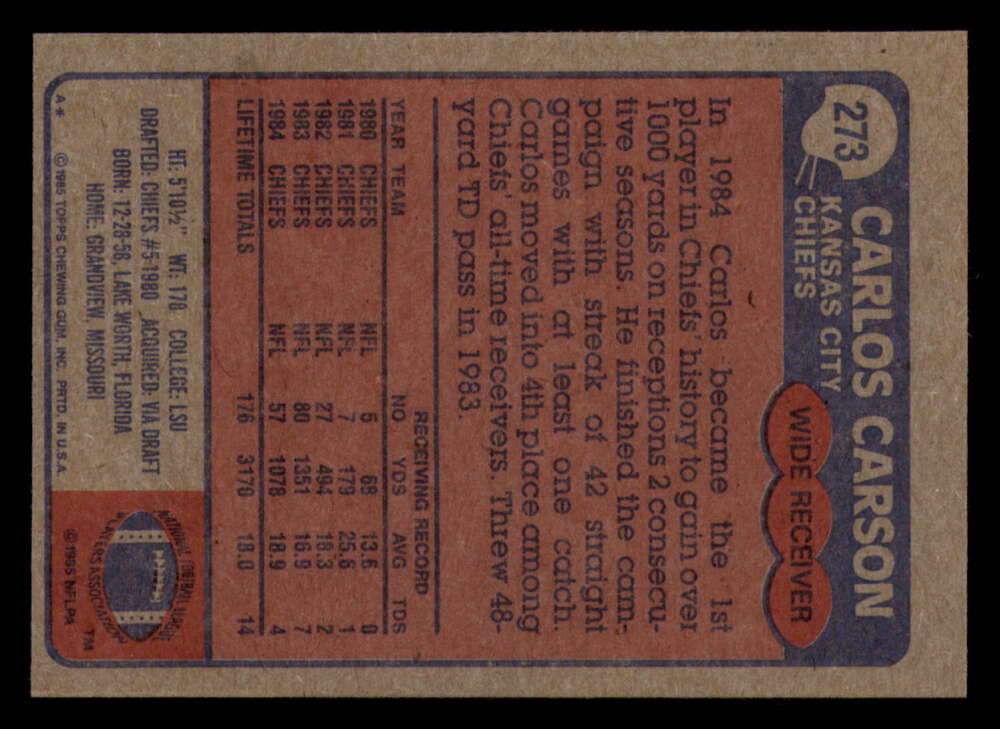 273
CARLOS CARSON
KANSAS CITY
CHIEFS
WIDE RECEIVER
In 1984 Carlos became the 1st
player in Chiefs' history to gain over
1000 yards on receptions 2 consecu-
tive seasons. He finished the cam-
paign with streak of 42 straight
games with at least one catch.
Carlos moved into 4th place among
Chiefs' all-time receivers. Threw 48-
yard TD pass in 1983.
RECEIVING RECORD
YEAR TEAM NO YDS AVG TDS
1980 CHIEFS NFL 5 68 13.6 0
1981 CHIEFS NFL 7 179 25.6 1
1982 CHIEFS NFL 27 494 18.3 2
1983 CHIEFS NFL 80 1351 16.9 7
1984 CHIEFS NFL 57 1078 18.9 4
LIFETIME TOTALS 176 3170 18.0 14
HT: 5'10½" WT: 178 COLLEGE: LSU
DRAFTED: CHIEFS #5-1980 ACQUIRED: VIA DRAFT
BORN: 12-28-58, LAKE WORTH, FLORIDA
HOME: GRANDVIEW, MISSOURI
A* © 1985 TOPPS CHEWING GUM, INC. PRTD. IN U.S.A.
NATIONAL FOOTBALL LEAGUE
PLAYERS ASSOCIATION
TM
© 1985 NFLPA